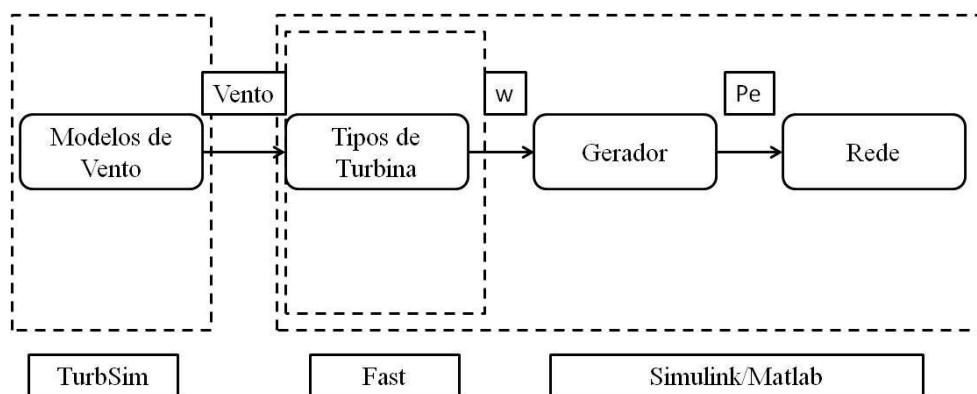 Vento
w
Pe
Modelos de
Vento
Tipos de
Turbina
Gerador
Rede
TurbSim
Fast
Simulink/Matlab